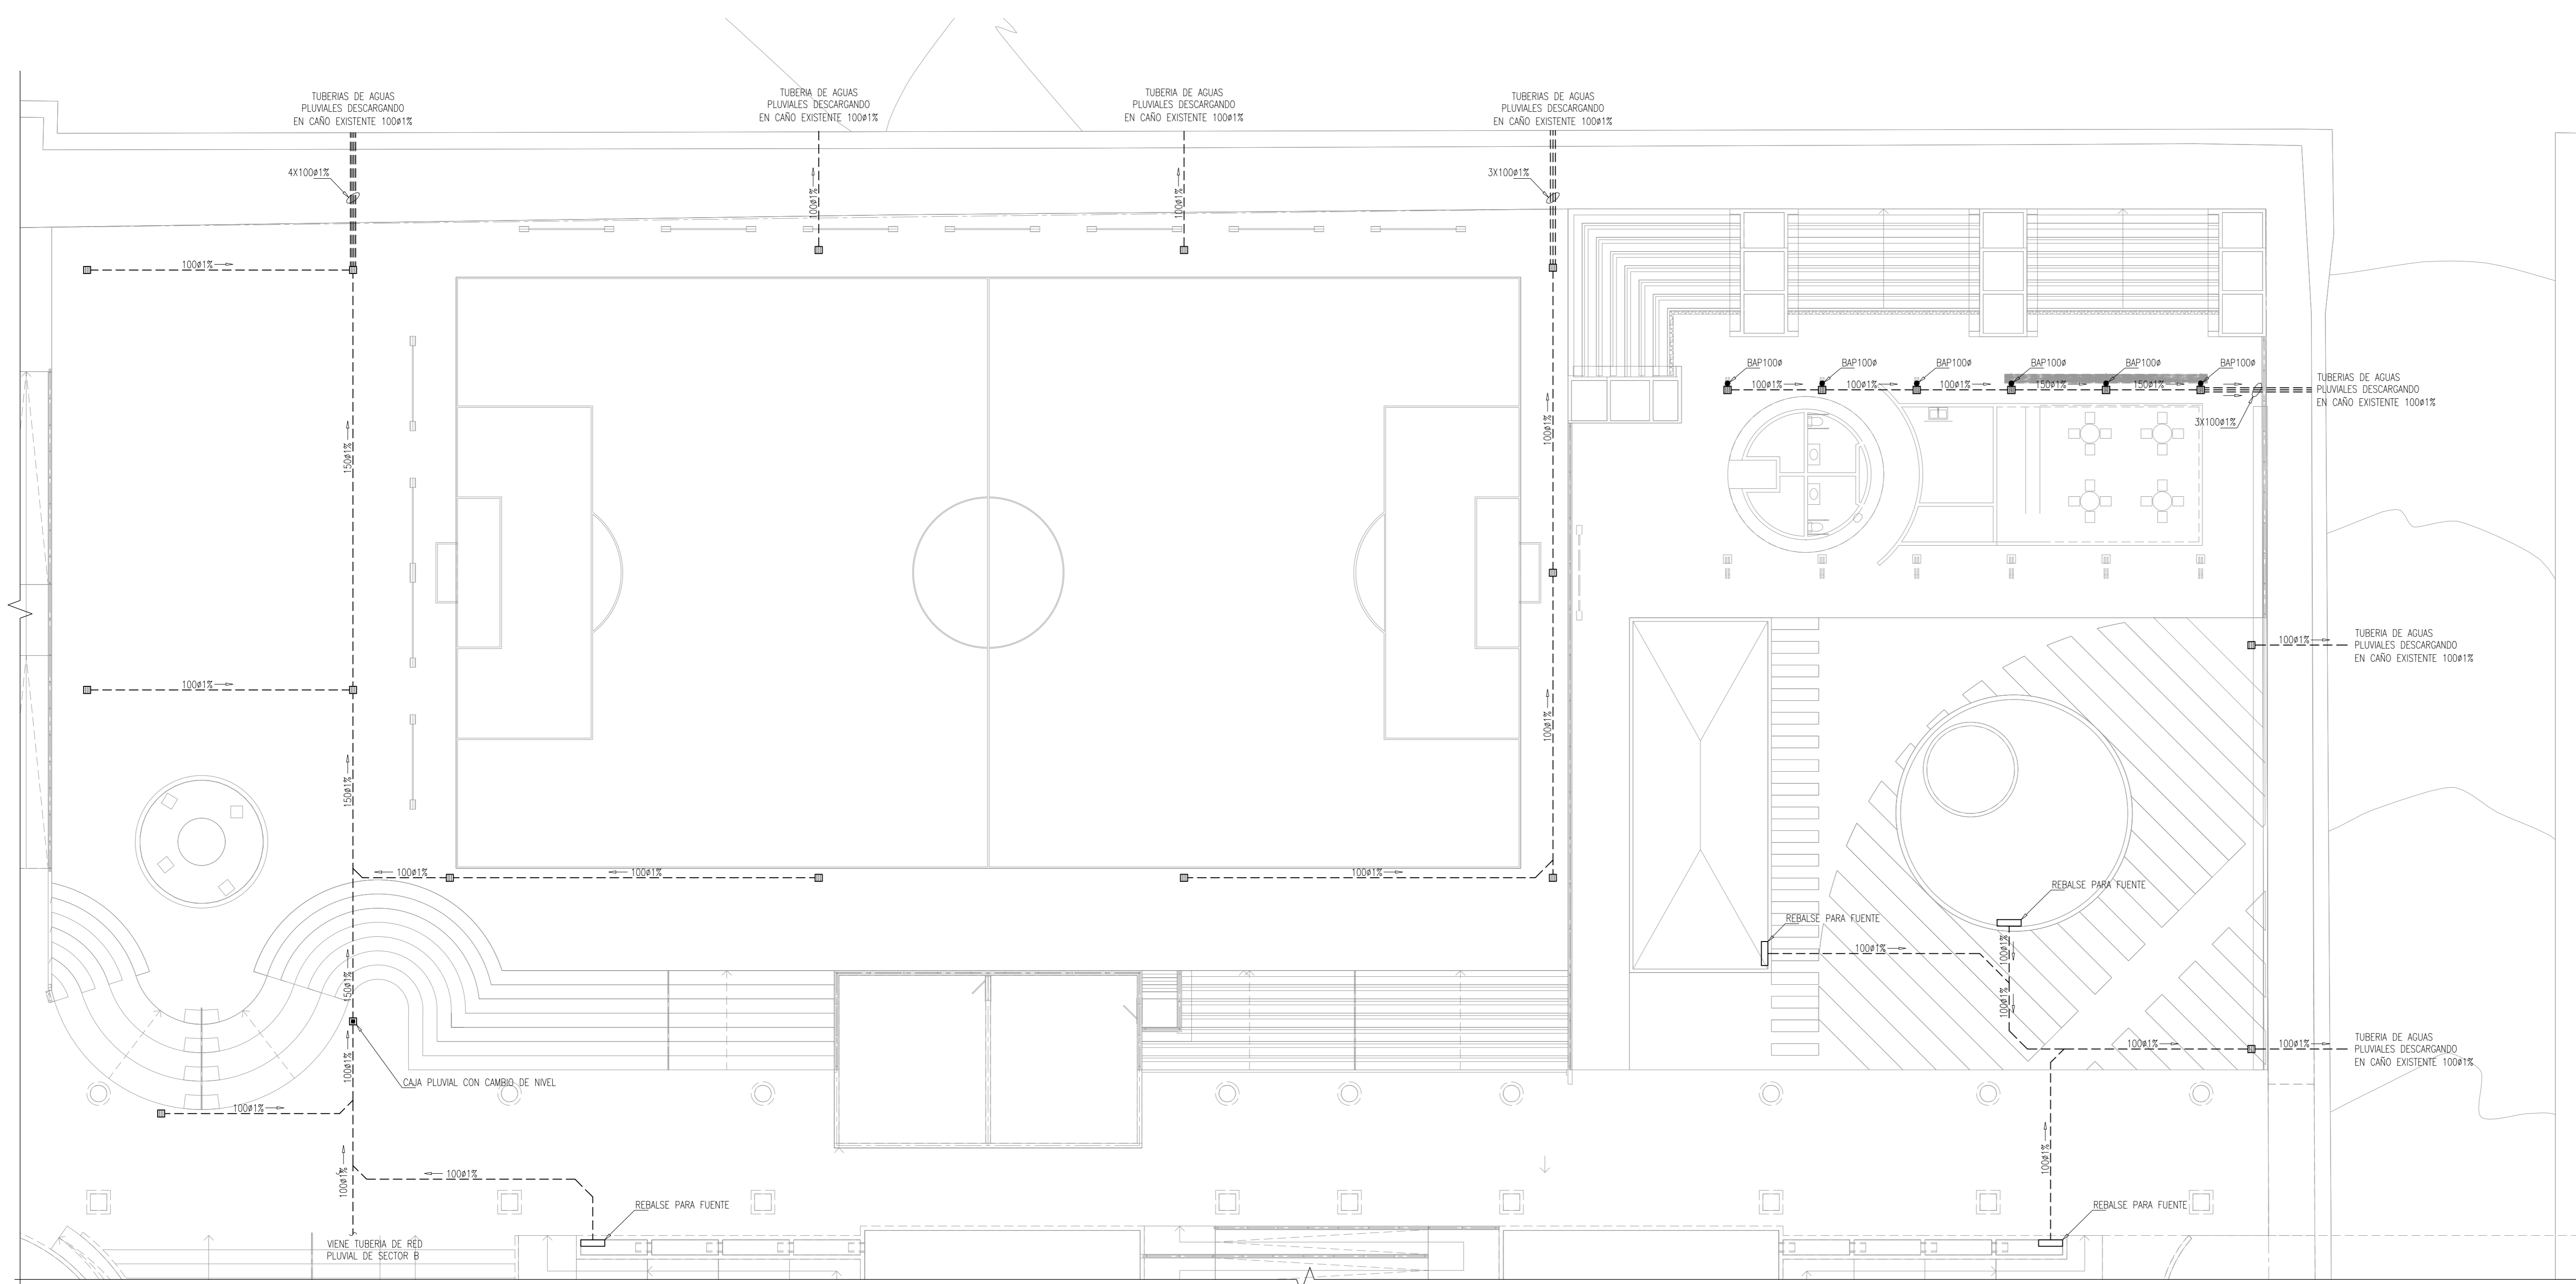 TUBERIAS DE AGUAS
PLUVIALES DESCARGANDO
EN CAÑO EXISTENTE 100ø1%
TUBERIA DE AGUAS
PLUVIALES DESCARGANDO
EN CAÑO EXISTENTE 100ø1%
TUBERIA DE AGUAS
PLUVIALES DESCARGANDO
EN CAÑO EXISTENTE 100ø1%
TUBERIAS DE AGUAS
PLUVIALES DESCARGANDO
EN CAÑO EXISTENTE 100ø1%
4X100ø1%
100ø1%
100ø1%
3X100ø1%
100ø1%
BAP100ø
BAP100ø
BAP100ø
BAP100ø
BAP100ø
BAP100ø
100ø1%
100ø1%
100ø1%
150ø1%
150ø1%
TUBERIAS DE AGUAS
PLUVIALES DESCARGANDO
EN CAÑO EXISTENTE 100ø1%
3X100ø1%
150ø1%
100ø1%
100ø1%
TUBERIA DE AGUAS
PLUVIALES DESCARGANDO
EN CAÑO EXISTENTE 100ø1%
100ø1%
100ø1%
150ø1%
100ø1%
100ø1%
100ø1%
REBALSE PARA FUENTE
REBALSE PARA FUENTE
100ø1%
100ø1%
150ø1%
100ø1%
100ø1%
100ø1%
TUBERIA DE AGUAS
PLUVIALES DESCARGANDO
EN CAÑO EXISTENTE 100ø1%
100ø1%
CAJA PLUVIAL CON CAMBIO DE NIVEL
100ø1%
100ø1%
100ø1%
100ø1%
REBALSE PARA FUENTE
REBALSE PARA FUENTE
VIENE TUBERIA DE RED
PLUVIAL DE SECTOR B